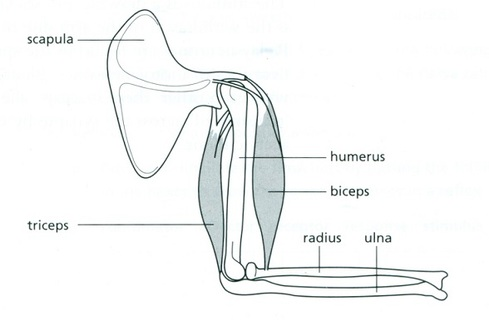 scapula
humerus
biceps
triceps
radius ulna